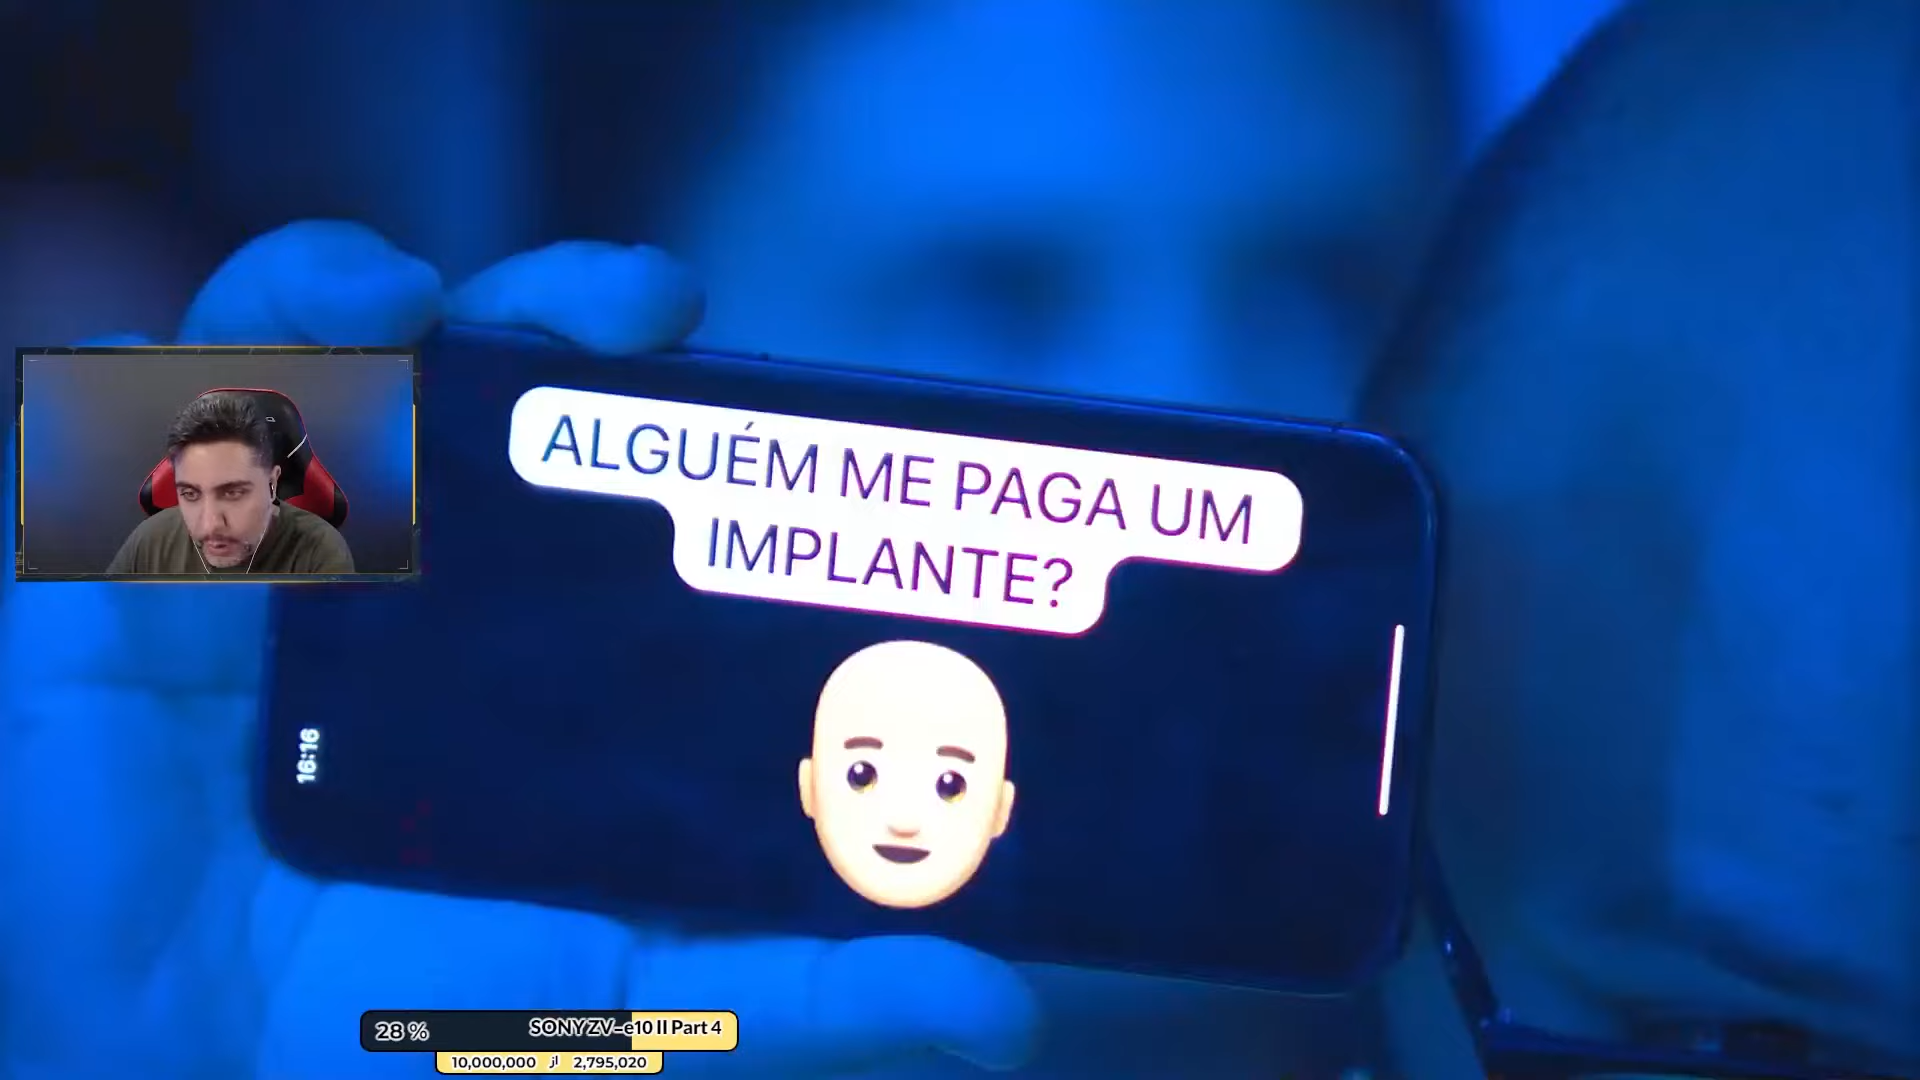 ALGUÉM ME PAGA UM
IMPLANTE?
16:16
28 %
SONY ZV-e10 II Part 4
10,000,000 از 2,795,020